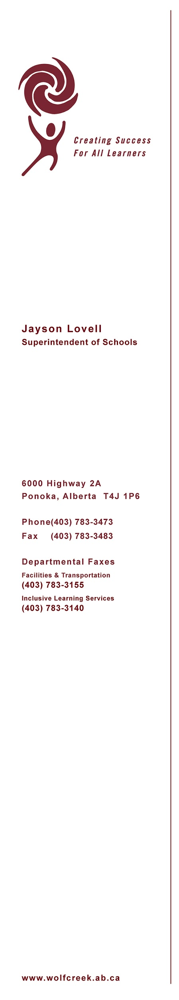 Creating Success
For All Learners
Jayson Lovell
Superintendent of Schools
6000 Highway 2A
Ponoka, Alberta  T4J 1P6
Phone(403) 783-3473
Fax (403) 783-3483
Departmental Faxes
Facilities & Transportation
(403) 783-3155
Inclusive Learning Services
(403) 783-3140
www.wolfcreek.ab.ca